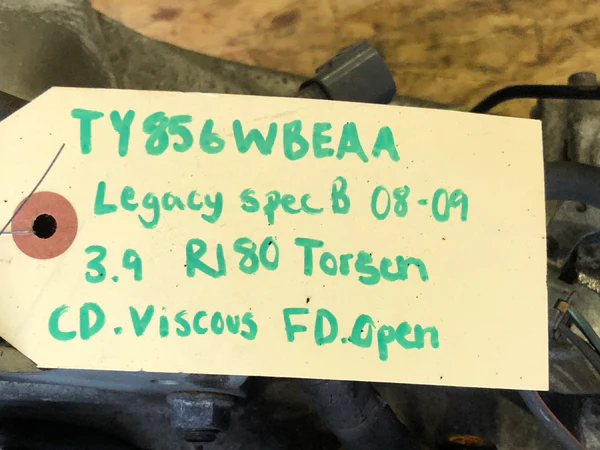 TY856WBEAA
Legacy spec B 08-09
3.9 R180 Torsen
CD.Viscous FD.Open